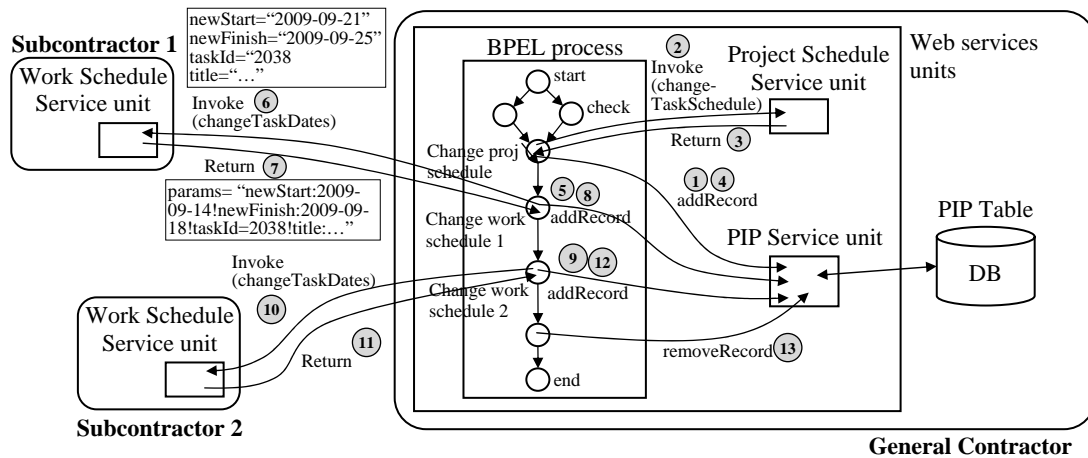 Subcontractor 1
Work Schedule
Service unit
newStart=“2009-09-21”
newFinish=“2009-09-25”
taskId=“2038
title=“…”
Invoke 6
(changeTaskDates)
Return 7
params= “newStart:2009-
09-14!newFinish:2009-09-
18!taskId=2038!title:…”
Invoke
(changeTaskDates)
10
Work Schedule
Service unit
11
Return
Subcontractor 2
BPEL process
start
check
Change proj
schedule
Change work
schedule 1
Change work
schedule 2
end
2
Invoke
(change-
TaskSchedule)
Return 3
Project Schedule
Service unit
Web services
units
1 4
addRecord
5 8
addRecord
9 12
addRecord
removeRecord 13
PIP Service unit
PIP Table
DB
General Contractor